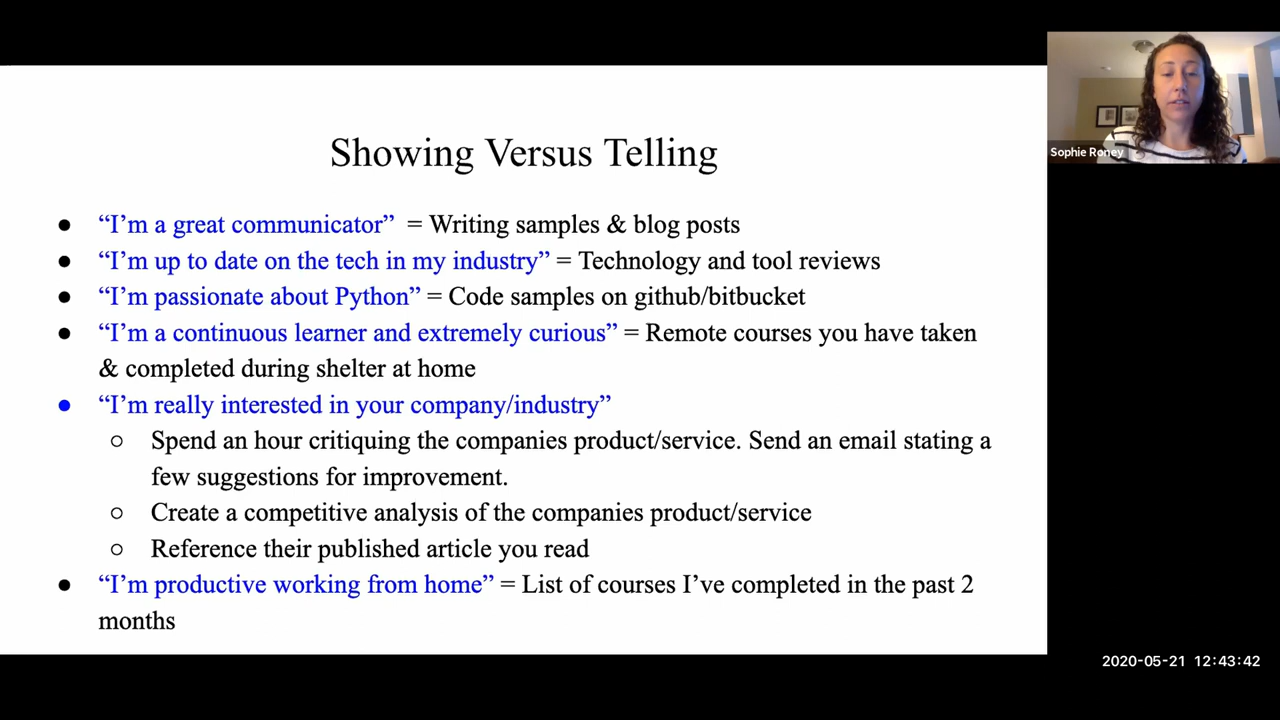 Showing Versus Telling
● “I’m a great communicator” = Writing samples & blog posts
● “I’m up to date on the tech in my industry” = Technology and tool reviews
● “I’m passionate about Python” = Code samples on github/bitbucket
● “I’m a continuous learner and extremely curious” = Remote courses you have taken
& completed during shelter at home
● “I’m really interested in your company/industry”
○ Spend an hour critiquing the companies product/service. Send an email stating a
few suggestions for improvement.
○ Create a competitive analysis of the companies product/service
○ Reference their published article you read
● “I’m productive working from home” = List of courses I’ve completed in the past 2
months
Sophie Roney
2020-05-21 12:43:42